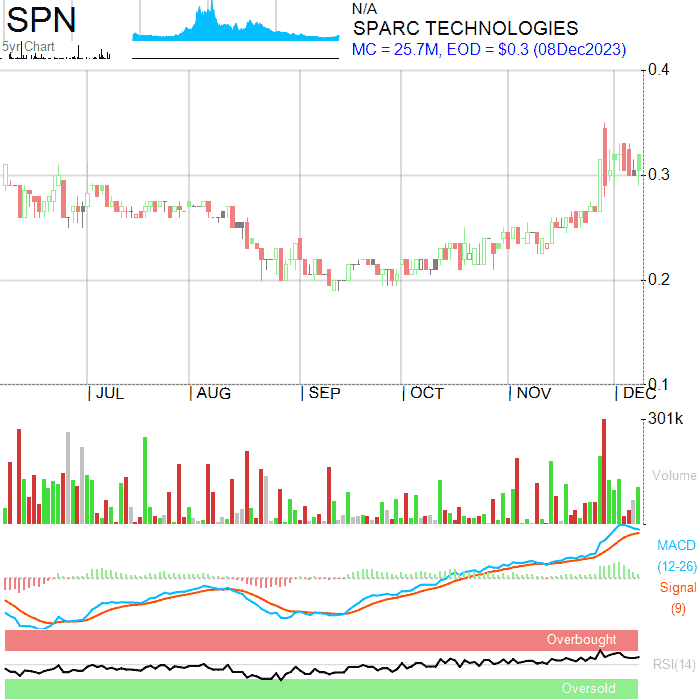 SPN
5yr Chart
N/A
SPARC TECHNOLOGIES
MC = 25.7M, EOD = $0.3 (08Dec2023)
0.4
0.3
0.2
0.1
JUL
AUG
SEP
OCT
NOV
DEC
301k
Volume
MACD
(12-26)
Signal
(9)
Overbought
RSI(14)
Oversold